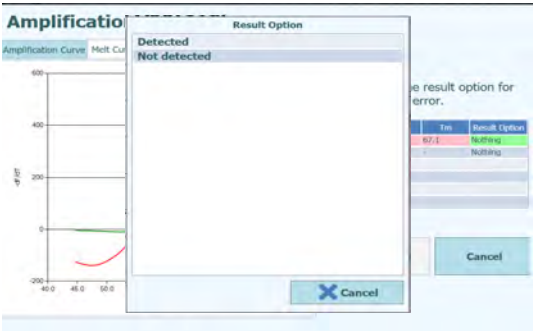 Amplificatio
Result Option
Detected
Not detected
Amplification Curve
Melt Cu
e result option for
error.
Tm
Result Option
67.1
Nothing
-
Nothing
600
400
200
0
-200
40.0
45.0
50.0
Cancel
Cancel